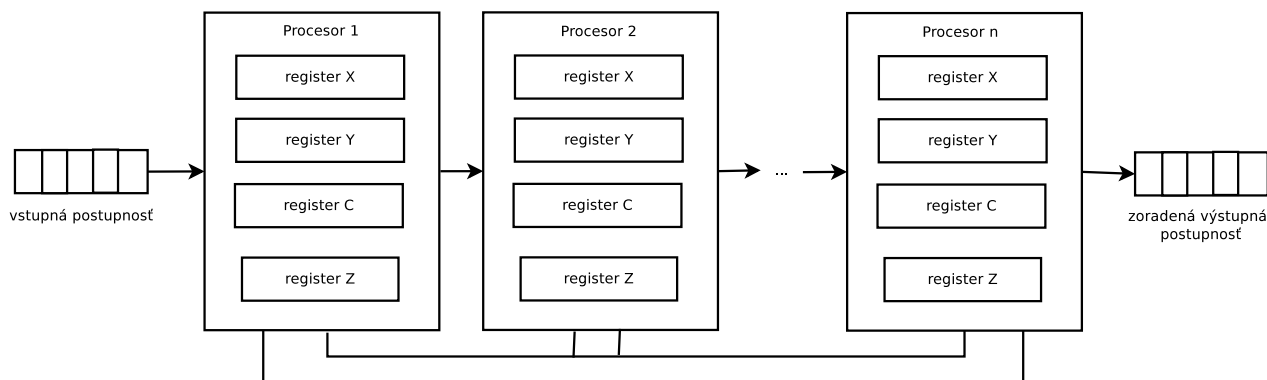 Procesor 1
register X
register Y
register C
register Z
Procesor 2
register X
register Y
register C
register Z
...
Procesor n
register X
register Y
register C
register Z
vstupná postupnosť
zoradená výstupná
postupnosť